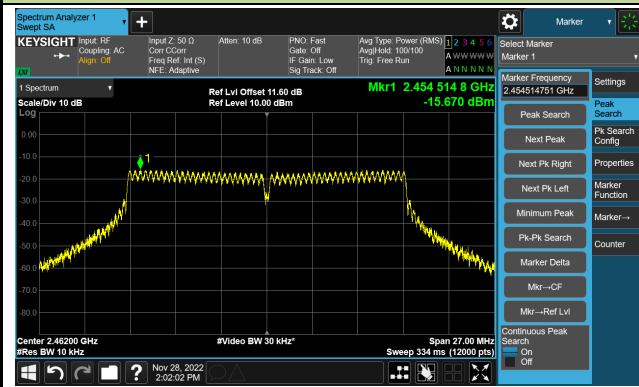 Spectrum Analyzer 1
Swept SA
Marker
KEYSIGHT
Input: RF
Coupling: AC
Align: Off
Input Z: 50 Ω
Corr CCorr
Freq Ref: Int (S)
NFE: Adaptive
Atten: 10 dB
PNO: Fast
Gate: Off
IF Gain: Low
Sig Track: Off
Avg Type: Power (RMS)
Avg|Hold: 100/100
Trig: Free Run
1 2 3 4 5 6
A W W W W W
A N N N N N
LXI
Select Marker
Marker 1
1 Spectrum
Scale/Div 10 dB
Log
Ref Lvl Offset 11.60 dB
Ref Level 10.00 dBm
Mkr1 2.454 514 8 GHz
-15.670 dBm
0.00
-10.0
-20.0
-30.0
-40.0
-50.0
-60.0
-70.0
-80.0
1
Center 2.46200 GHz
#Res BW 10 kHz
#Video BW 30 kHz*
Span 27.00 MHz
Sweep 334 ms (12000 pts)
Marker Frequency
2.454514751 GHz
Peak Search
Next Peak
Next Pk Right
Next Pk Left
Minimum Peak
Pk-Pk Search
Marker Delta
Mkr→CF
Mkr→Ref Lvl
Continuous Peak
Search
On
Off
Settings
Peak
Search
Pk Search
Config
Properties
Marker
Function
Marker→
Counter
?
Nov 28, 2022
2:02:02 PM